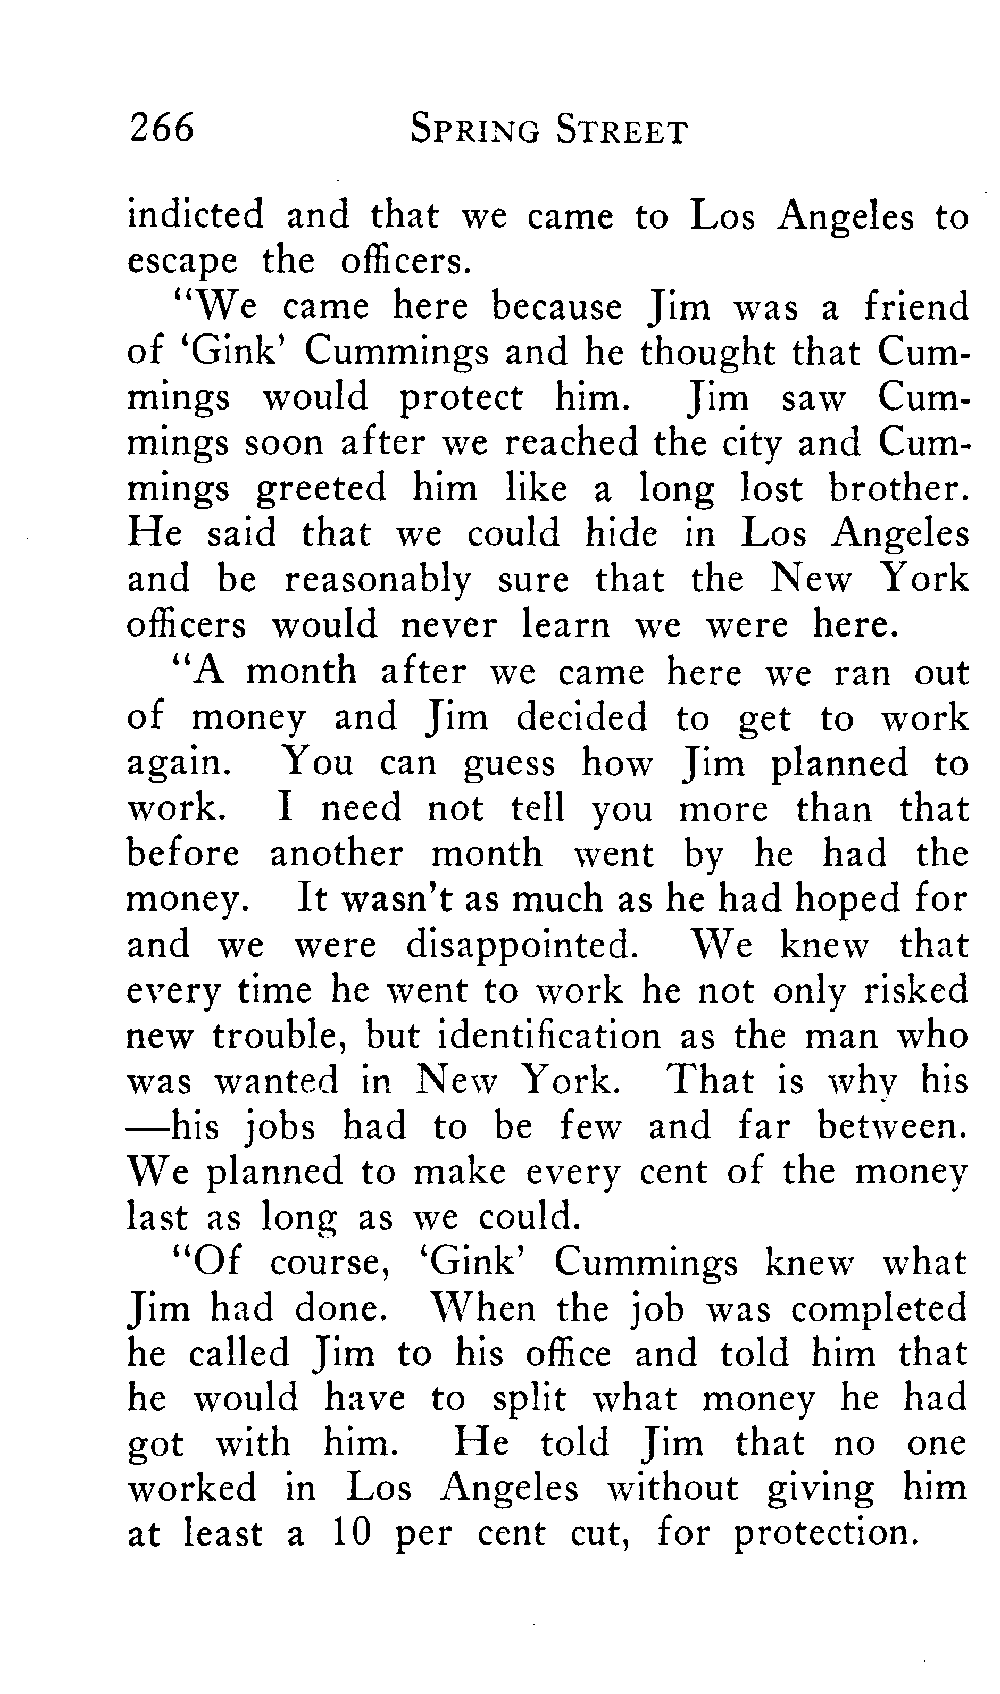 266 SPRING STREET
indicted and that we came to Los Angeles to
escape the officers.
"We came here because Jim was a friend
of 'Gink' Cummings and he thought that Cum-
mings would protect him. Jim saw Cum-
mings soon after we reached the city and Cum-
mings greeted him like a long lost brother.
He said that we could hide in Los Angeles
and be reasonably sure that the New York
officers would never learn we were here.
"A month after we came here we ran out
of money and Jim decided to get to work
again. You can guess how Jim planned to
work. I need not tell you more than that
before another month went by he had the
money. It wasn't as much as he had hoped for
and we were disappointed. We knew that
every time he went to work he not only risked
new trouble, but identification as the man who
was wanted in New York. That is why his
—his jobs had to be few and far between.
We planned to make every cent of the money
last as long as we could.
"Of course, 'Gink' Cummings knew what
Jim had done. When the job was completed
he called Jim to his office and told him that
he would have to split what money he had
got with him. He told Jim that no one
worked in Los Angeles without giving him
at least a 10 per cent cut, for protection.